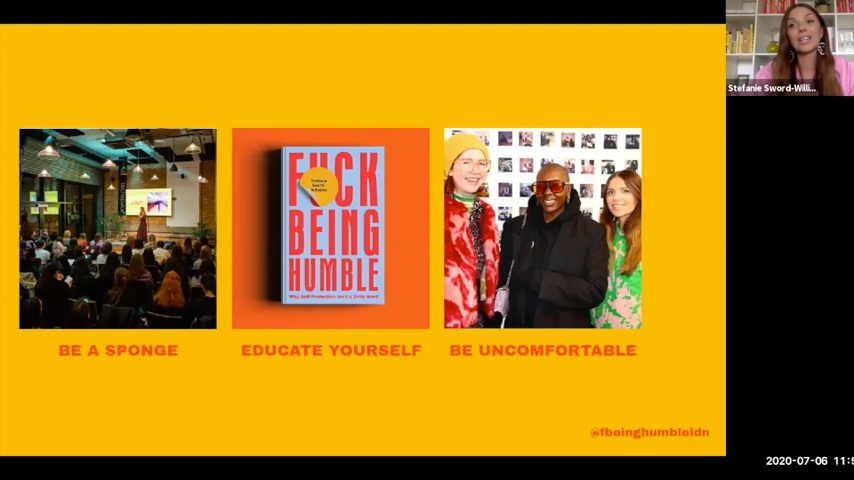 Stefanie Sword-Willi...
FUCK
BEING
HUMBLE
Why Self Promotion Isn't a Dirty Word
BE A SPONGE
EDUCATE YOURSELF
BE UNCOMFORTABLE
@fbeinghumbleldn
2020-07-06 11:5